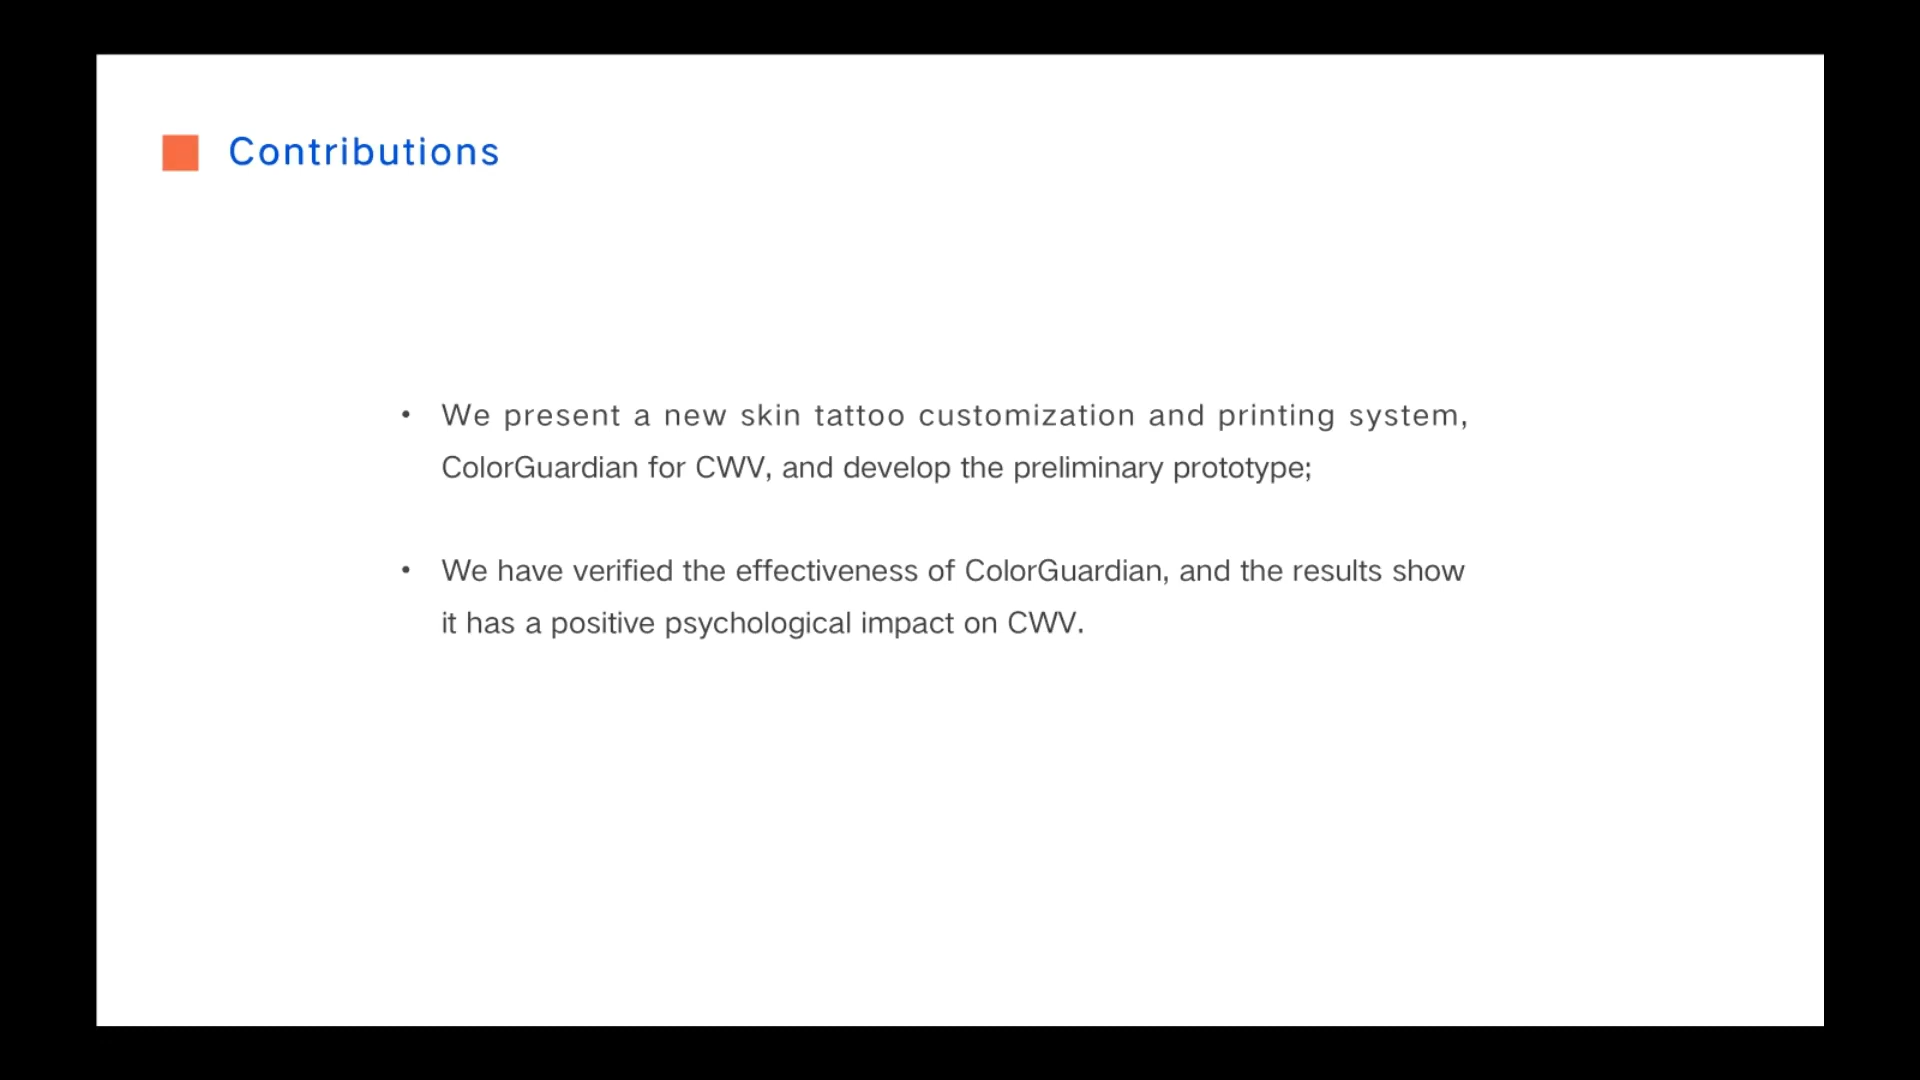 Contributions
• We present a new skin tattoo customization and printing system,
ColorGuardian for CWV, and develop the preliminary prototype;
• We have verified the effectiveness of ColorGuardian, and the results show
it has a positive psychological impact on CWV.